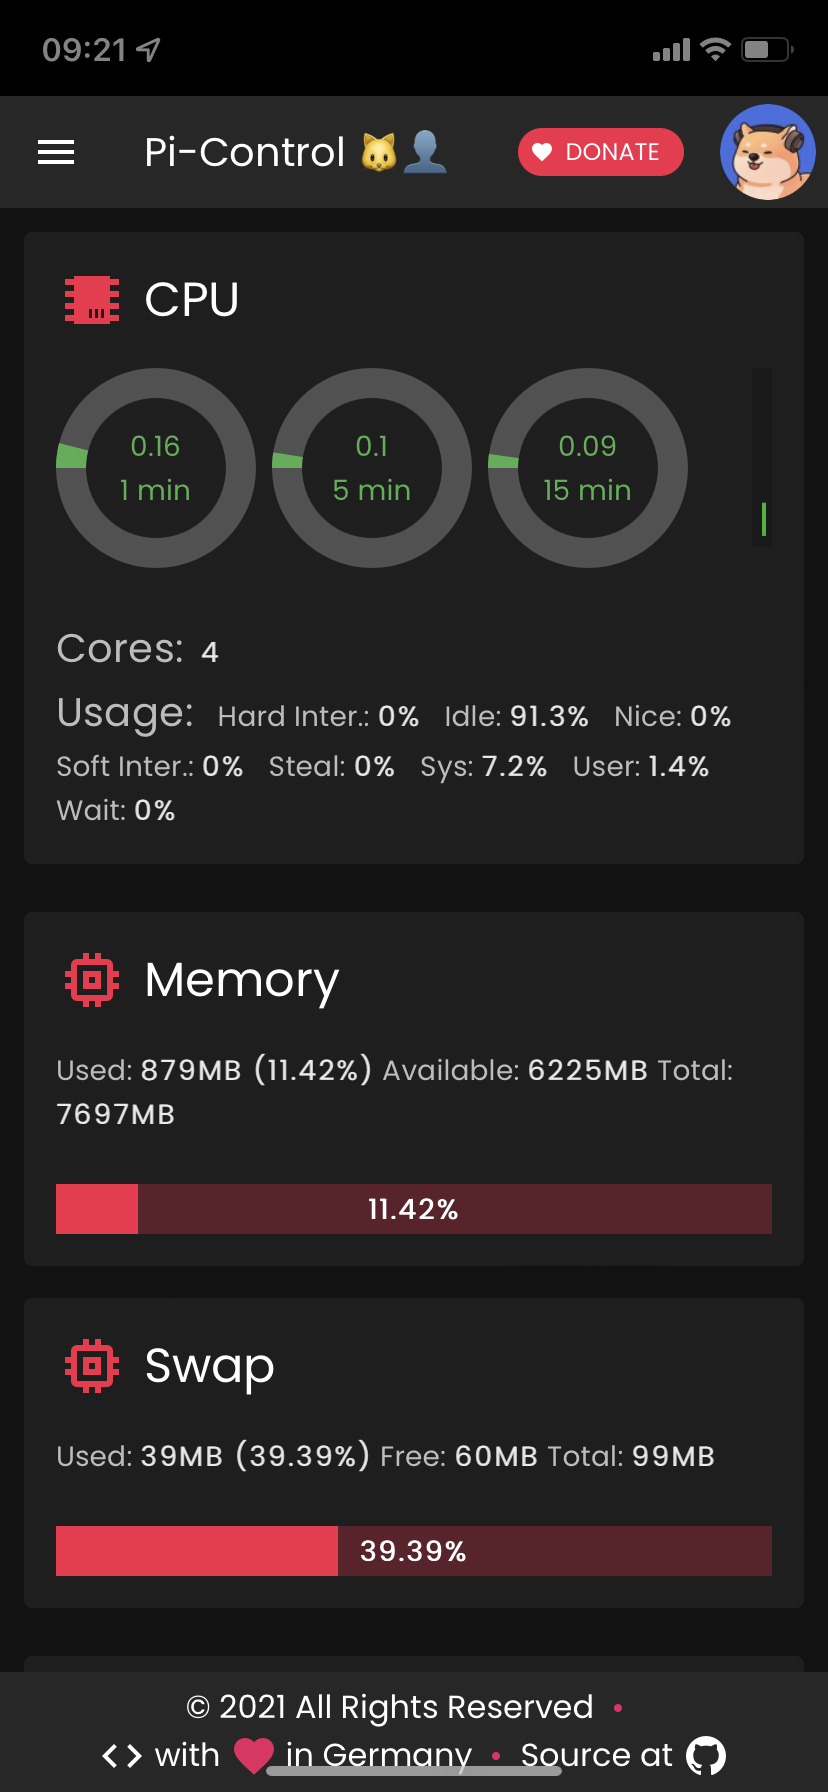 09:21
Pi-Control 🐱👤 DONATE
CPU
0.16 0.1 0.09
1 min 5 min 15 min
Cores: 4
Usage: Hard Inter.: 0% Idle: 91.3% Nice: 0%
Soft Inter.: 0% Steal: 0% Sys: 7.2% User: 1.4%
Wait: 0%
Memory
Used: 879MB (11.42%) Available: 6225MB Total:
7697MB
11.42%
Swap
Used: 39MB (39.39%) Free: 60MB Total: 99MB
39.39%
© 2021 All Rights Reserved •
<> with ❤ in Germany • Source at